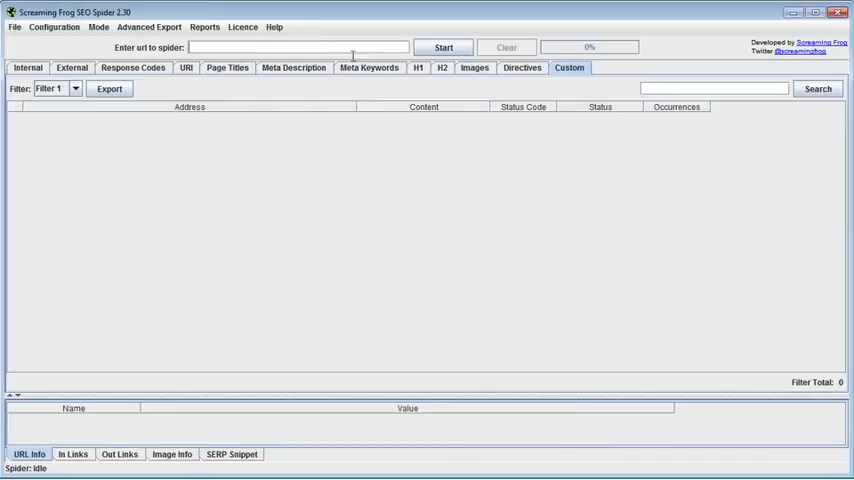 Screaming Frog SEO Spider 2.30
File Configuration Mode Advanced Export Reports Licence Help
Enter url to spider: Start Clear 0%
Developed by Screaming Frog
Twitter @screamingfrog
Internal External Response Codes URI Page Titles Meta Description Meta Keywords H1 H2 Images Directives Custom
Filter: Filter 1 Export Search
Address Content Status Code Status Occurrences
Filter Total: 0
Name Value
URL Info In Links Out Links Image Info SERP Snippet
Spider: Idle